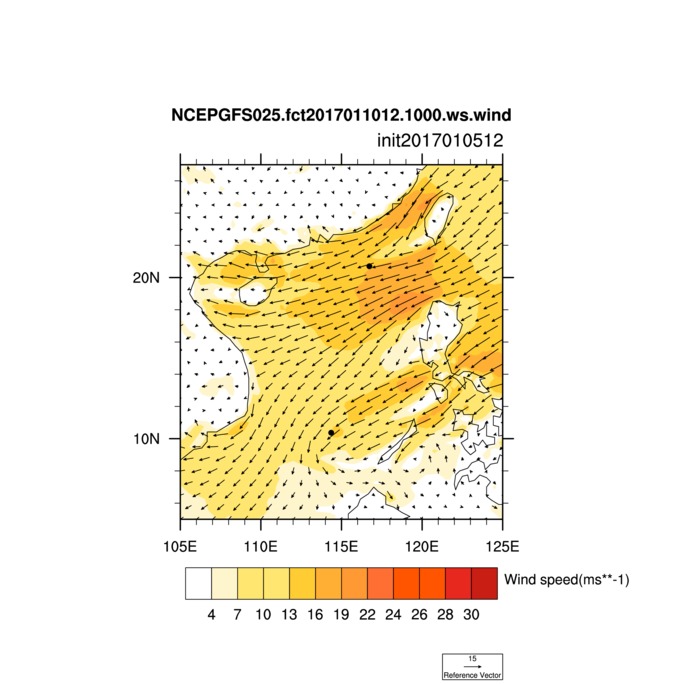 NCEPGFS025.fct2017011012.1000.ws.wind
init2017010512
20N
10N
105E 110E 115E 120E 125E
Wind speed(ms**-1)
4 7 10 13 16 19 22 24 26 28 30
15
Reference Vector